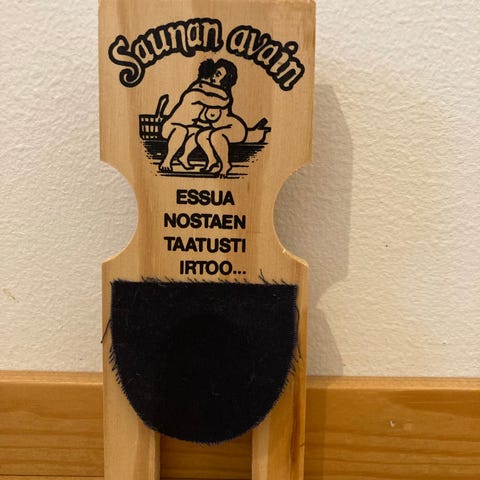 Saunan avain
ESSUA
NOSTAEN
TAATUSTI
IRTOO...